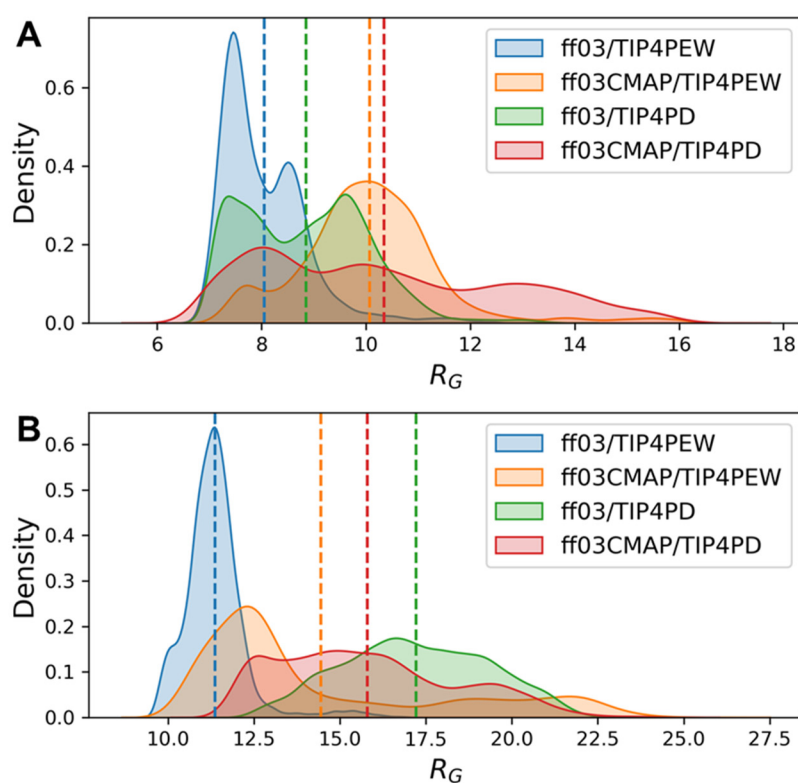 A
Density
0.6
0.4
0.2
0.0
ff03/TIP4PEW
ff03CMAP/TIP4PEW
ff03/TIP4PD
ff03CMAP/TIP4PD
6 8 10 12 14 16 18
R_G
B
Density
0.6
0.5
0.4
0.3
0.2
0.1
0.0
ff03/TIP4PEW
ff03CMAP/TIP4PEW
ff03/TIP4PD
ff03CMAP/TIP4PD
10.0 12.5 15.0 17.5 20.0 22.5 25.0 27.5
R_G